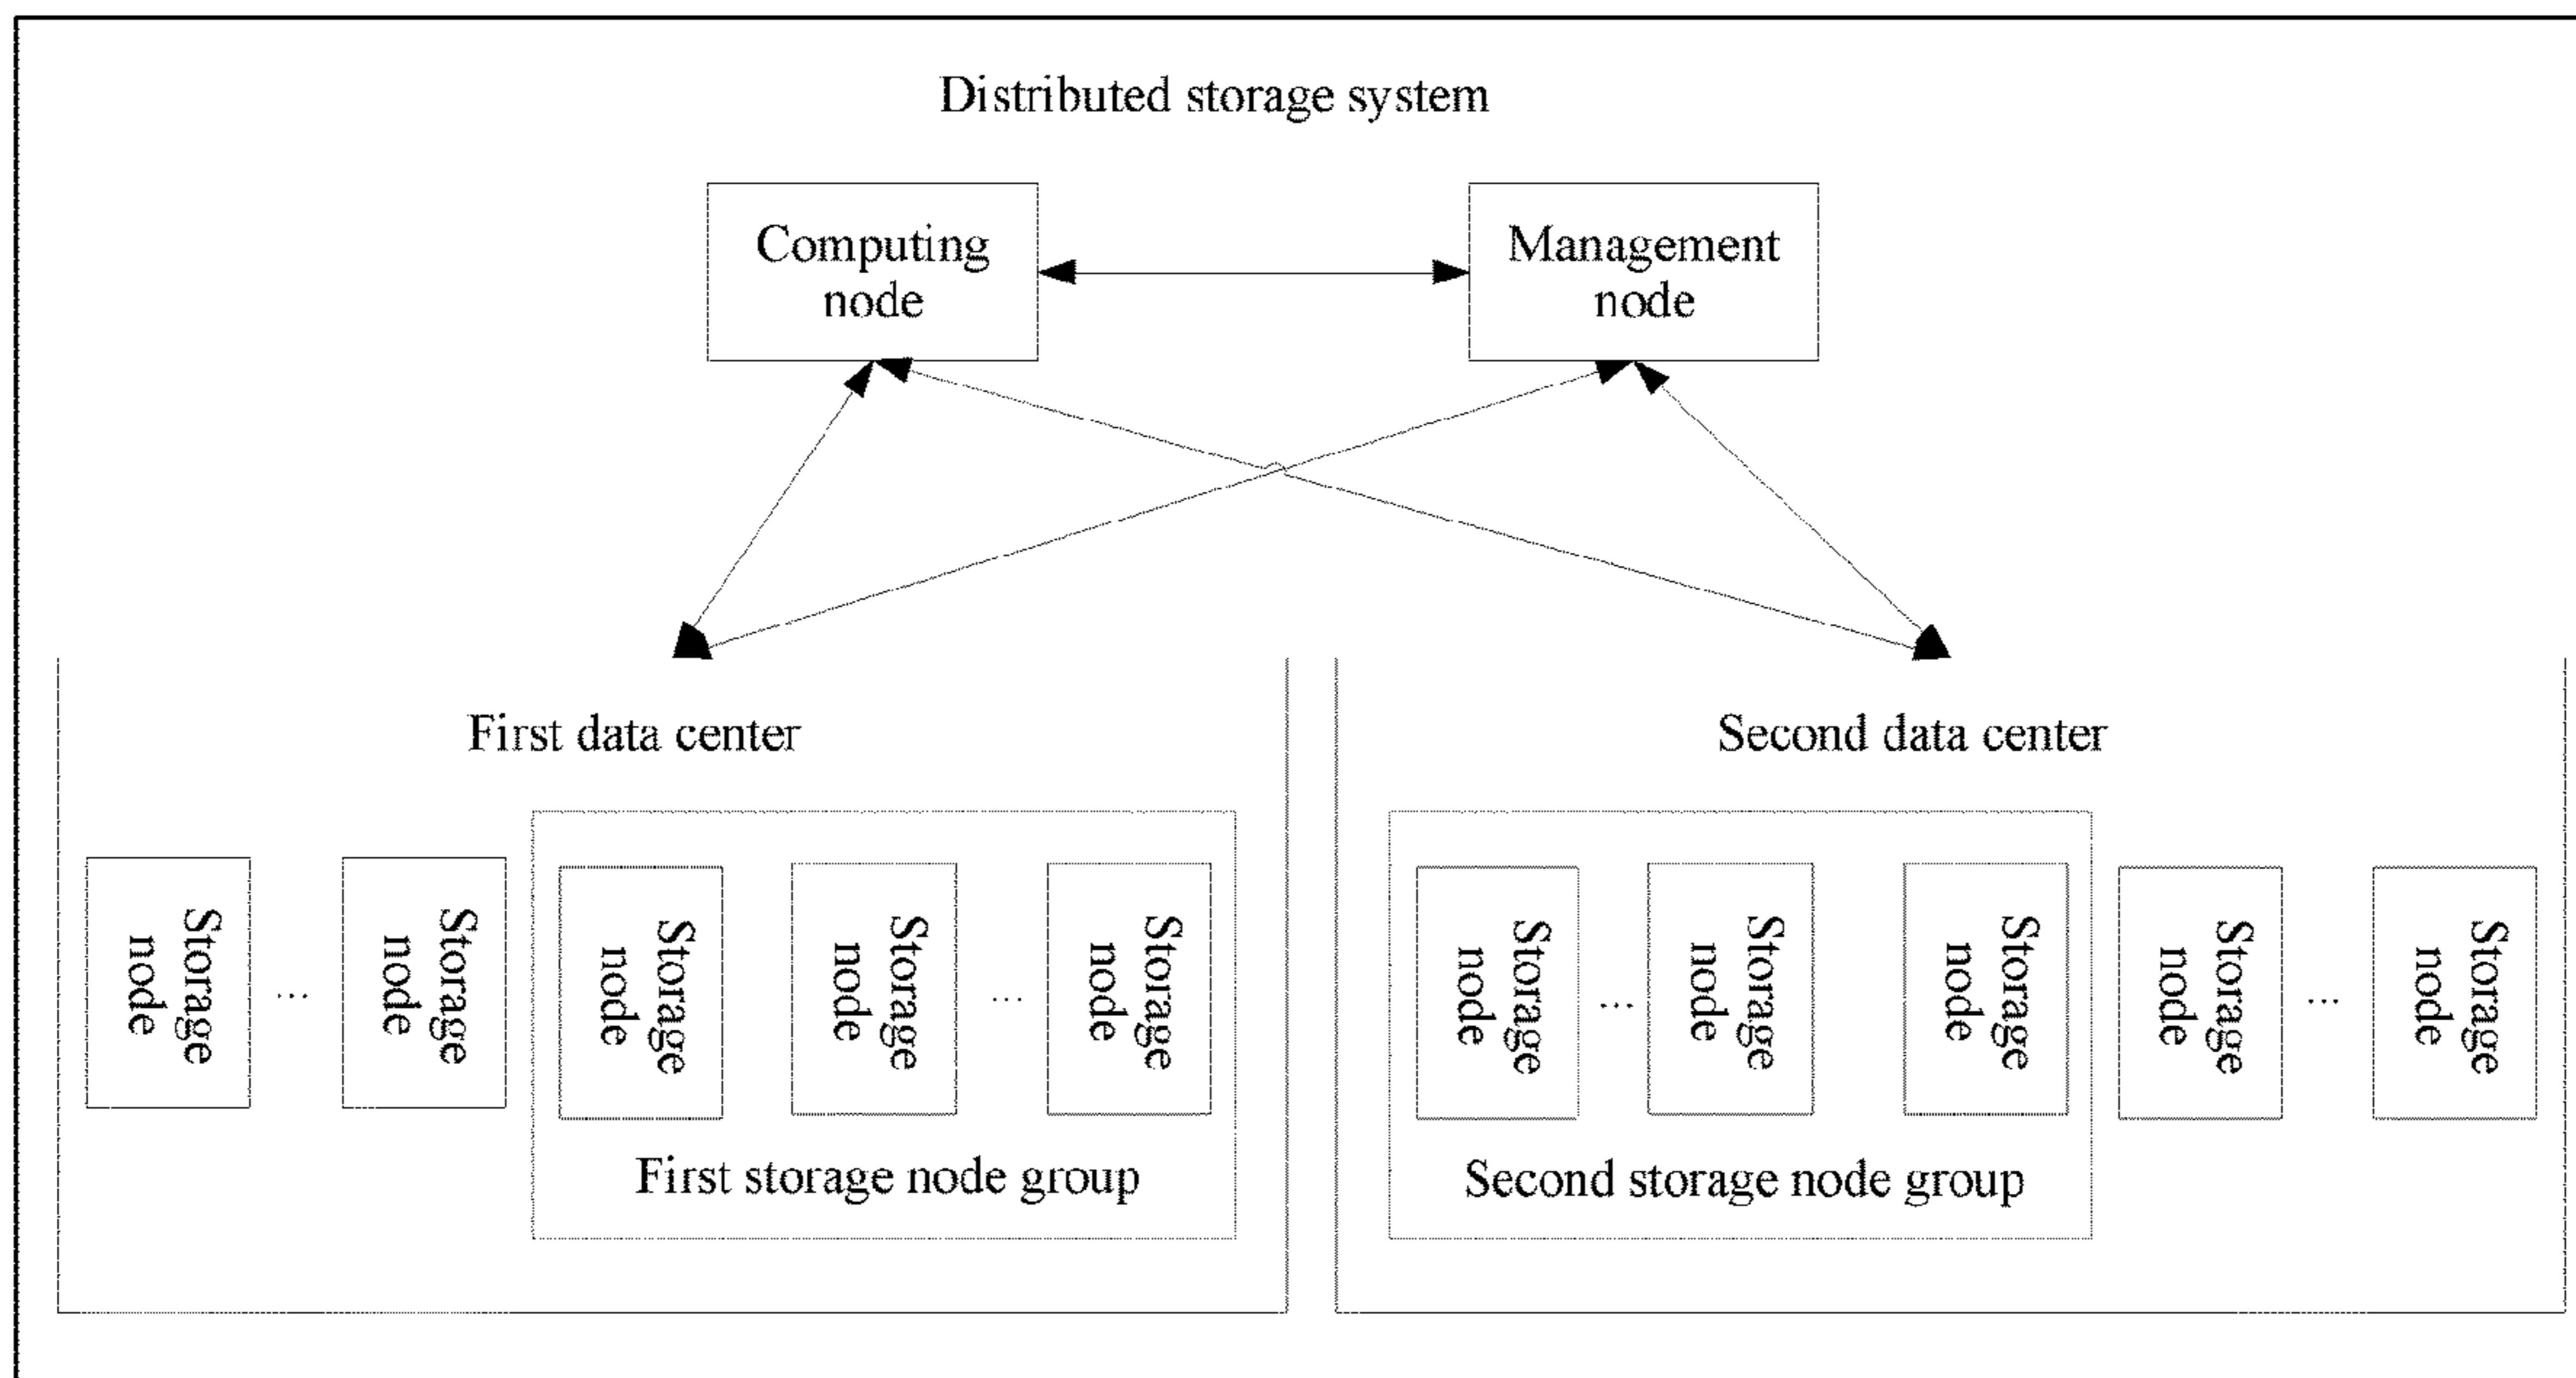 Distributed storage system
Computing
node
Management
node
First data center
Second data center
Storage
node
...
Storage
node
Storage
node
Storage
node
...
Storage
node
First storage node group
Storage
node
...
Storage
node
Storage
node
Second storage node group
Storage
node
...
Storage
node